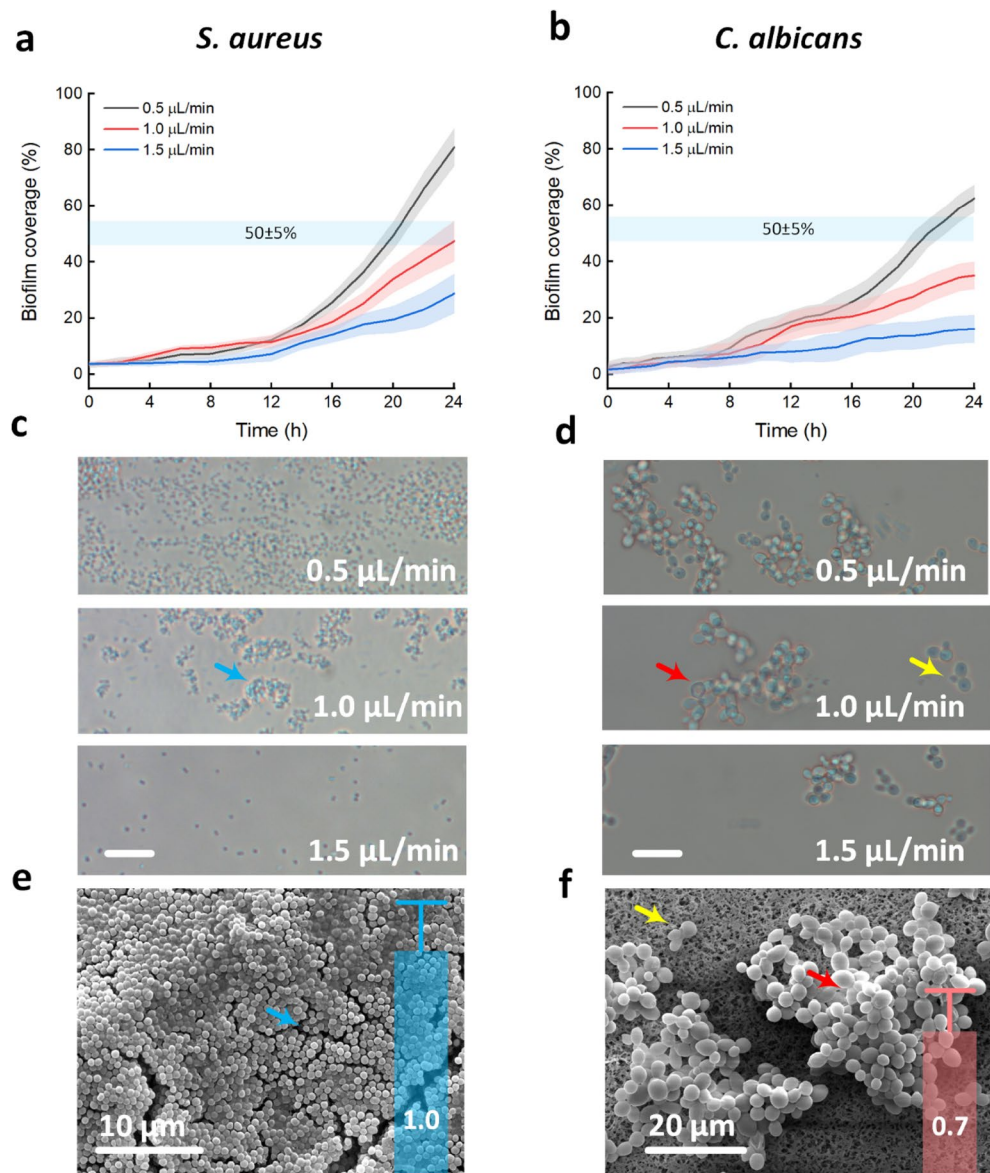 a
S. aureus
b
C. albicans
100
80
60
40
20
0
Biofilm coverage (%)
0.5 μL/min
1.0 μL/min
1.5 μL/min
50±5%
0 4 8 12 16 20 24
Time (h)
100
80
60
40
20
0
Biofilm coverage (%)
0.5 μL/min
1.0 μL/min
1.5 μL/min
50±5%
0 4 8 12 16 20 24
Time (h)
c
0.5 μL/min
1.0 μL/min
1.5 μL/min
d
0.5 μL/min
1.0 μL/min
1.5 μL/min
e
10 μm
1.0
f
20 μm
0.7